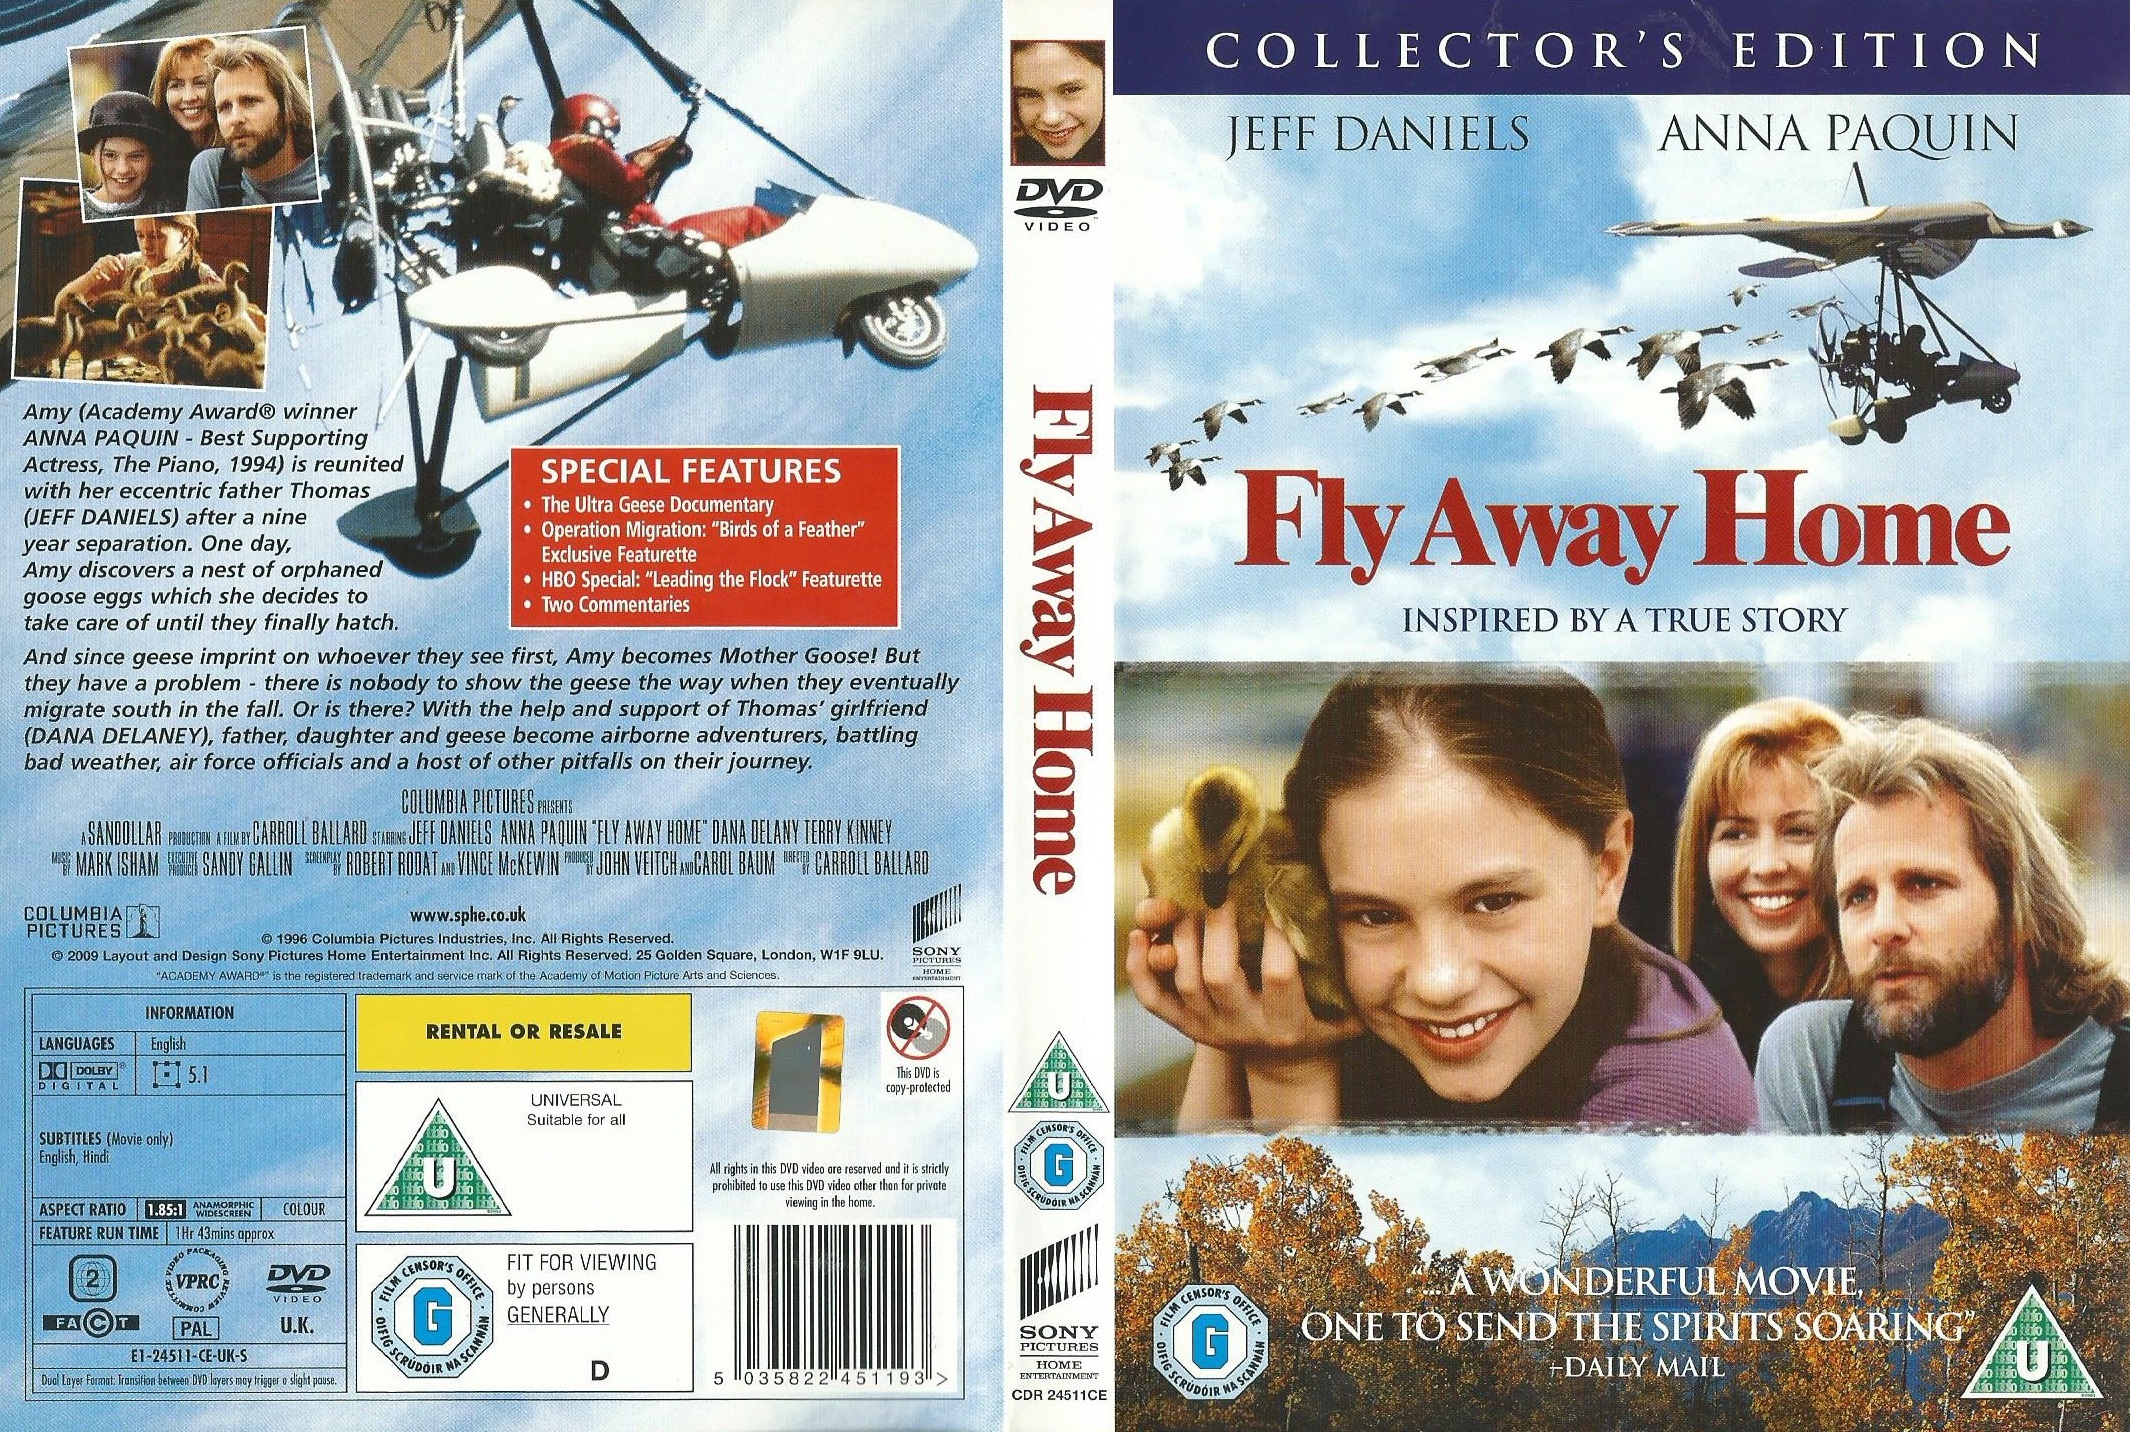 Amy (Academy Award® winner
ANNA PAQUIN - Best Supporting
Actress, The Piano, 1994) is reunited
with her eccentric father Thomas
(JEFF DANIELS) after a nine
year separation. One day,
Amy discovers a nest of orphaned
goose eggs which she decides to
take care of until they finally hatch.
And since geese imprint on whoever they see first, Amy becomes Mother Goose! But
they have a problem - there is nobody to show the geese the way when they eventually
migrate south in the fall. Or is there? With the help and support of Thomas' girlfriend
(DANA DELANEY), father, daughter and geese become airborne adventurers, battling
bad weather, air force officials and a host of other pitfalls on their journey.
SPECIAL FEATURES
• The Ultra Geese Documentary
• Operation Migration: "Birds of a Feather"
Exclusive Featurette
• HBO Special: "Leading the Flock" Featurette
• Two Commentaries
COLUMBIA PICTURES PRESENTS
A SANDOLLAR PRODUCTION A FILM BY CARROLL BALLARD STARRING JEFF DANIELS ANNA PAQUIN "FLY AWAY HOME" DANA DELANY TERRY KINNEY
MUSIC BY MARK ISHAM EXECUTIVE PRODUCER SANDY GALLIN SCREENPLAY BY ROBERT RODAT AND VINCE McKEWIN PRODUCED BY JOHN VEITCH AND CAROL BAUM DIRECTED BY CARROLL BALLARD
COLUMBIA
PICTURES
www.sphe.co.uk
© 1996 Columbia Pictures Industries, Inc. All Rights Reserved.
© 2009 Layout and Design Sony Pictures Home Entertainment Inc. All Rights Reserved. 25 Golden Square, London, W1F 9LU.
"ACADEMY AWARD®" is the registered trademark and service mark of the Academy of Motion Picture Arts and Sciences.
SONY
PICTURES
HOME
ENTERTAINMENT
INFORMATION
LANGUAGES English
DOLBY®
DIGITAL
5.1
SUBTITLES (Movie only)
English, Hindi
ASPECT RATIO 1.85:1 ANAMORPHIC WIDESCREEN COLOUR
FEATURE RUN TIME 1Hr 43mins approx
2
VIDEO PACKAGING REVIEW COMMITTEE
VPRC
DVD
VIDEO
FACT
PAL
U.K.
E1-24511-CE-UK-S
Dual Layer Format: Transition between DVD layers may trigger a slight pause.
RENTAL OR RESALE
UNIVERSAL
Suitable for all
U
FILM CENSOR'S OFFICE
G
OIFIG SCRÚDÓIR NA SCANNÁN
FIT FOR VIEWING
by persons
GENERALLY
D
This DVD is
copy-protected
All rights in this DVD video are reserved and it is strictly
prohibited to use this DVD video other than for private
viewing in the home.
5 035822 451193 >
DVD
VIDEO
Fly Away Home
U
FILM CENSOR'S OFFICE
G
OIFIG SCRÚDÓIR NA SCANNÁN
SONY
PICTURES
HOME
ENTERTAINMENT
CDR 24511CE
COLLECTOR'S EDITION
JEFF DANIELS ANNA PAQUIN
Fly Away Home
INSPIRED BY A TRUE STORY
"... A WONDERFUL MOVIE,
ONE TO SEND THE SPIRITS SOARING"
–DAILY MAIL
FILM CENSOR'S OFFICE
G
OIFIG SCRÚDÓIR NA SCANNÁN
U